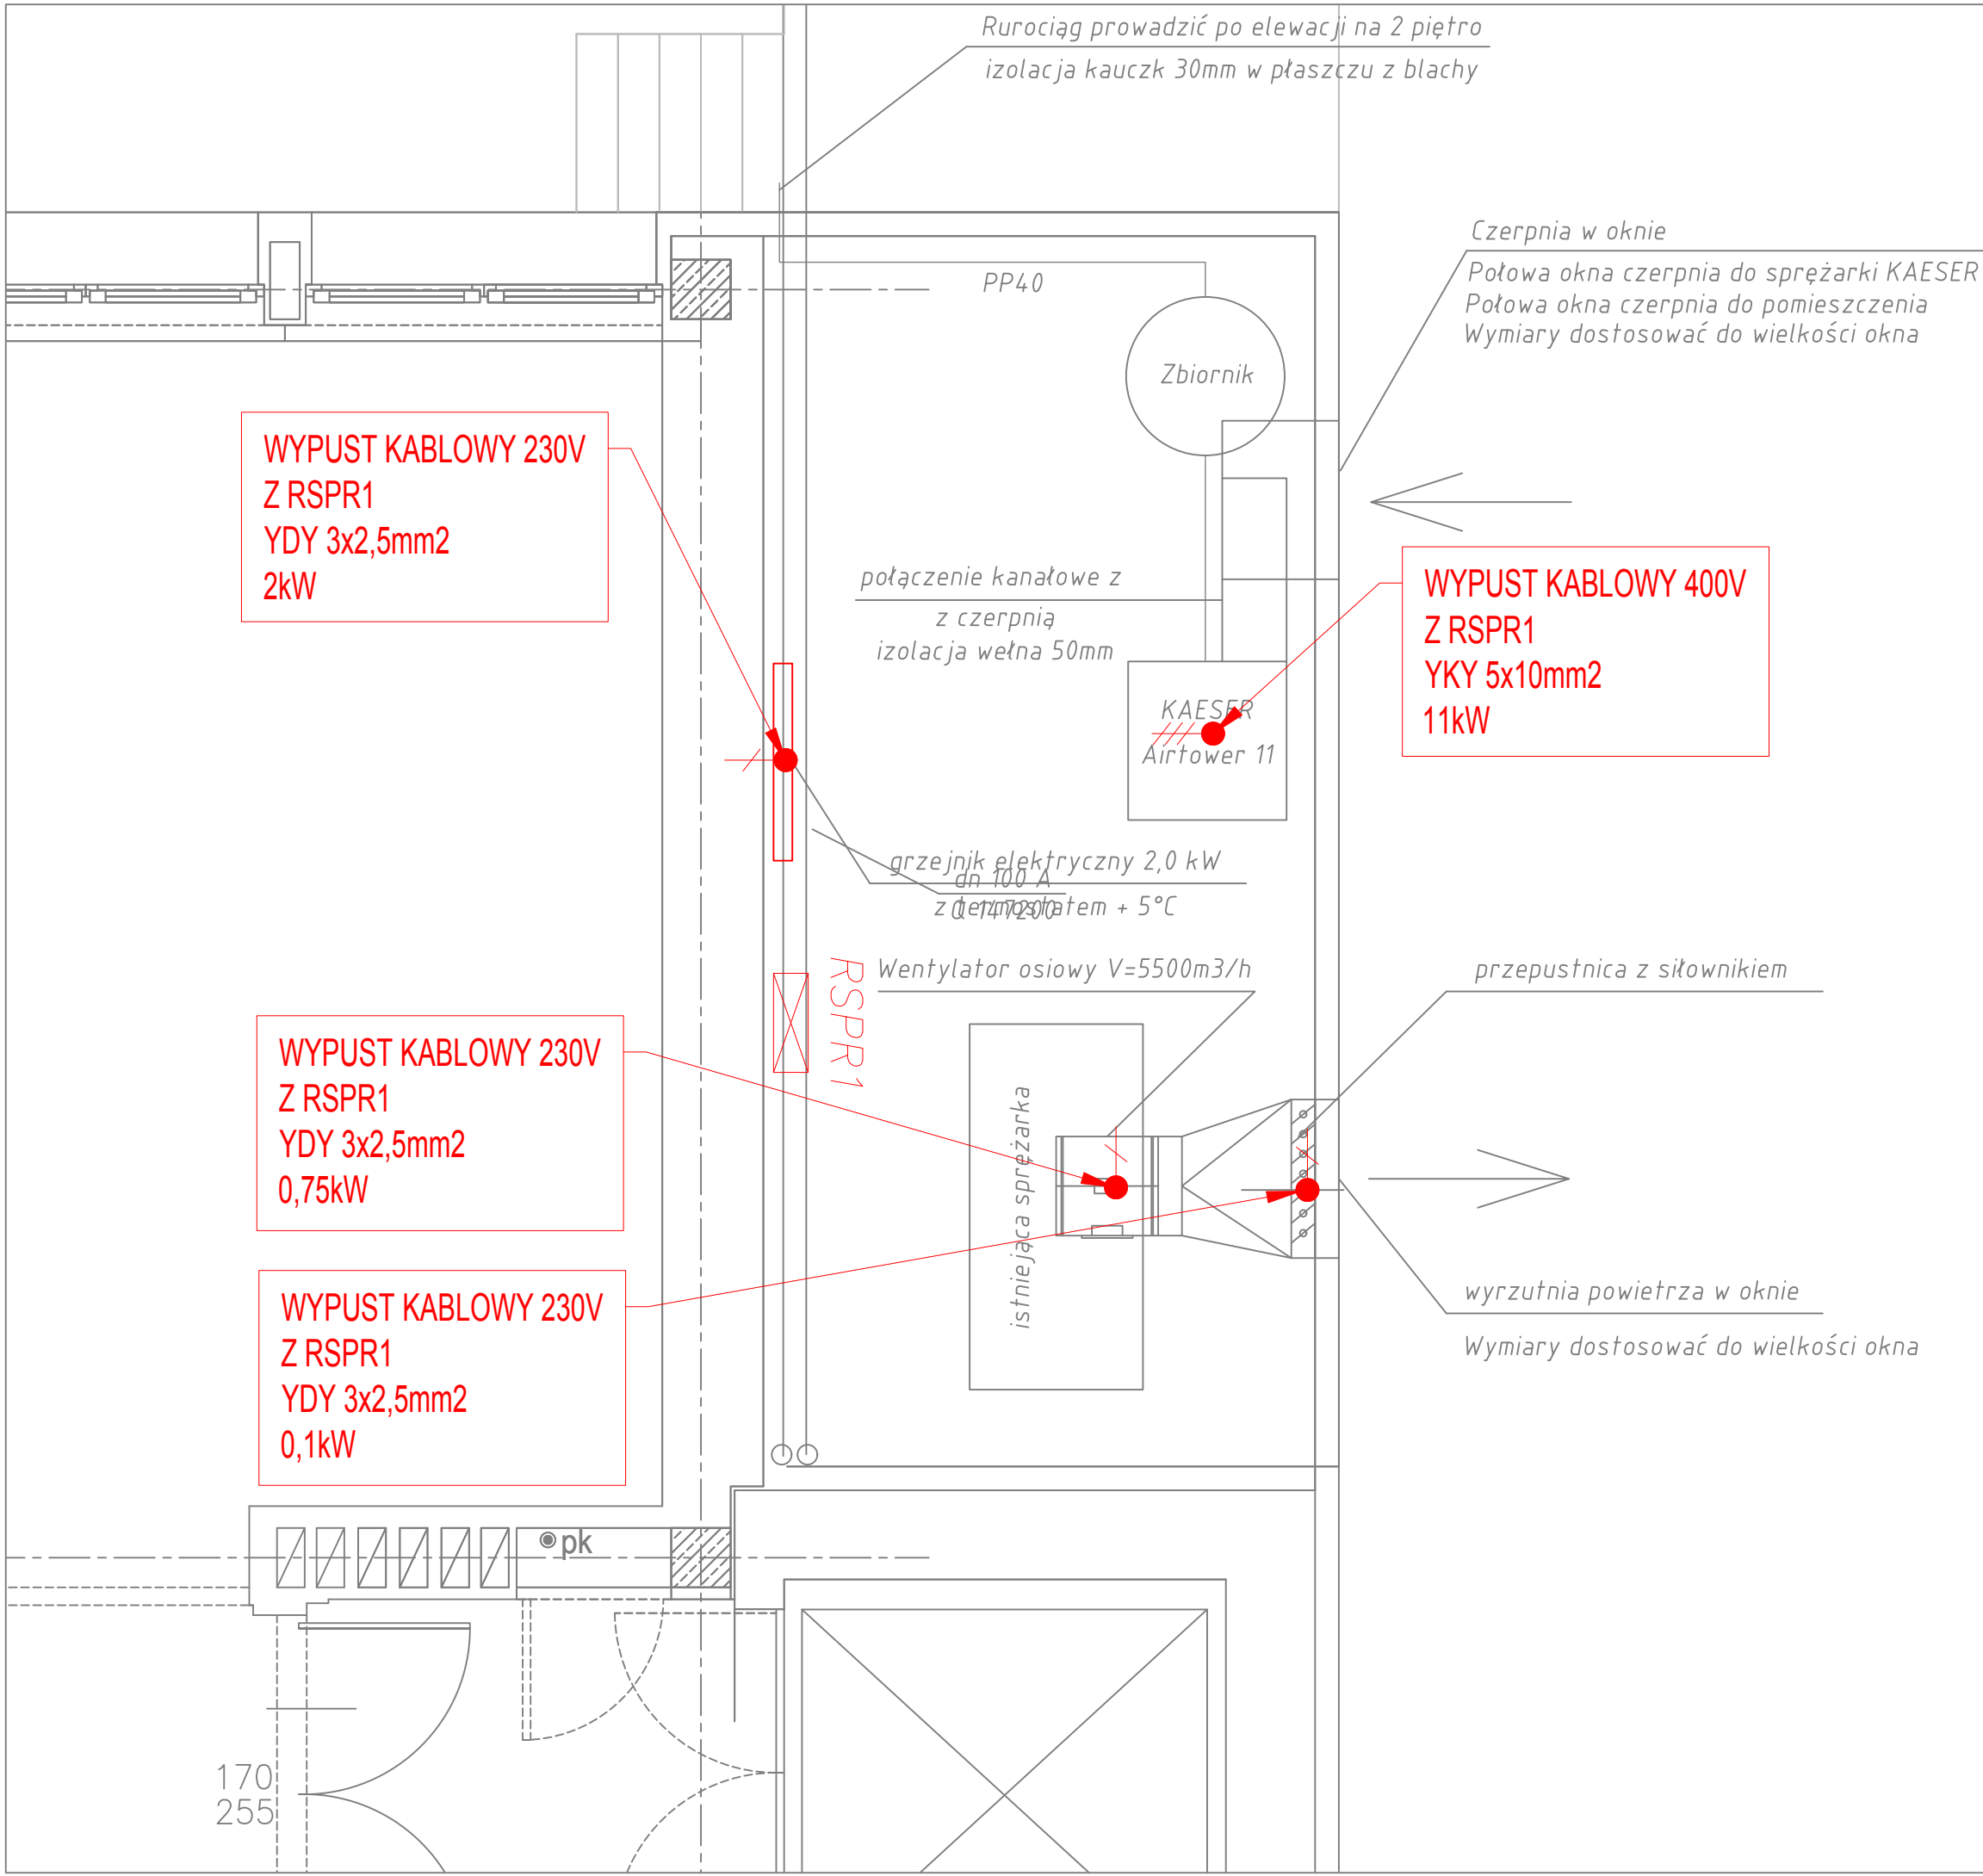 Rurociąg prowadzić po elewacji na 2 piętro
izolacja kauczk 30mm w płaszczu z blachy
Czerpnia w oknie
Połowa okna czerpnia do sprężarki KAESER
Połowa okna czerpnia do pomieszczenia
Wymiary dostosować do wielkości okna
PP40
Zbiornik
WYPUST KABLOWY 230V
Z RSPR1
YDY 3x2,5mm2
2kW
połączenie kanałowe z
z czerpnią
izolacja wełna 50mm
WYPUST KABLOWY 400V
Z RSPR1
YKY 5x10mm2
11kW
KAESER
Airtower 11
grzejnik elektryczny 2,0 kW
dn 100 A
z termostatem + 5°C
Q 147200
RSPR1
Wentylator osiowy V=5500m3/h
przepustnica z siłownikiem
WYPUST KABLOWY 230V
Z RSPR1
YDY 3x2,5mm2
0,75kW
istniejąca sprężarka
WYPUST KABLOWY 230V
Z RSPR1
YDY 3x2,5mm2
0,1kW
wyrzutnia powietrza w oknie
Wymiary dostosować do wielkości okna
pk
170
255